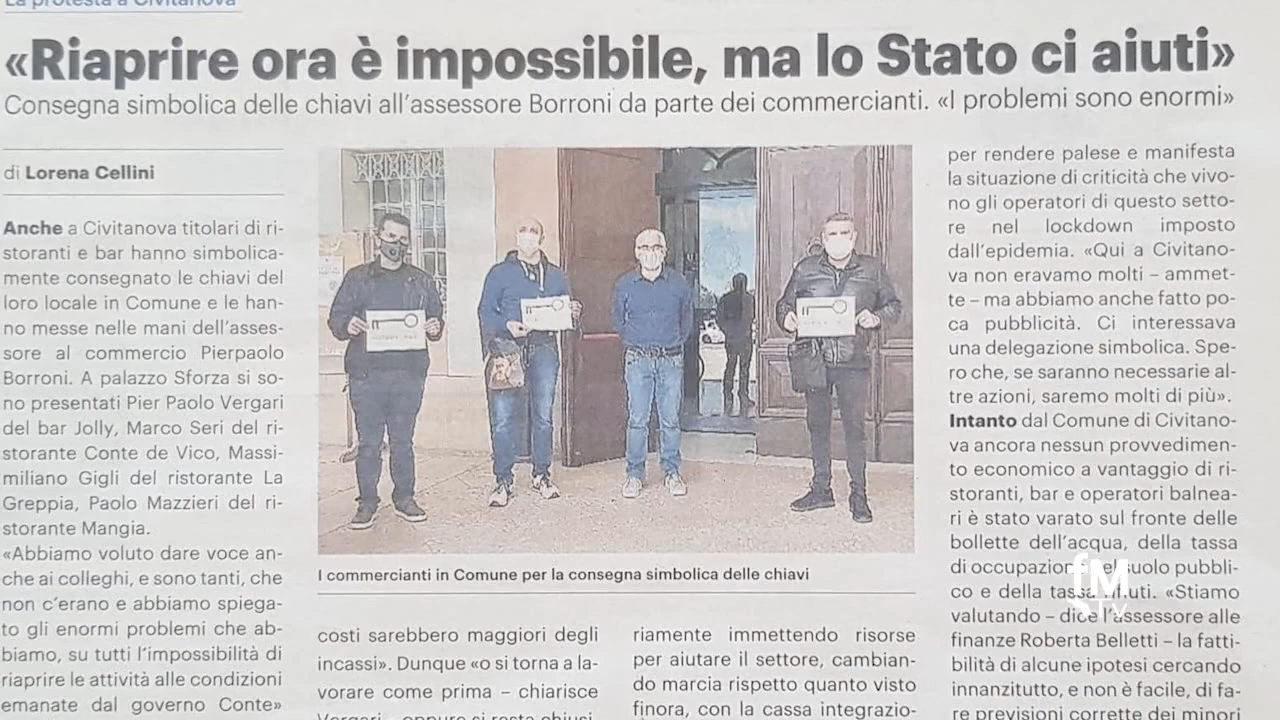 La protesta a Civitanova
«Riaprire ora è impossibile, ma lo Stato ci aiuti»
Consegna simbolica delle chiavi all'assessore Borroni da parte dei commercianti. «I problemi sono enormi»
di Lorena Cellini
Anche a Civitanova titolari di ri-
storanti e bar hanno simbolica-
mente consegnato le chiavi del
loro locale in Comune e le han-
no messe nelle mani dell'asses-
sore al commercio Pierpaolo
Borroni. A palazzo Sforza si so-
no presentati Pier Paolo Vergari
del bar Jolly, Marco Seri del ri-
storante Conte de Vico, Massi-
miliano Gigli del ristorante La
Greppia, Paolo Mazzieri del ri-
storante Mangia.
«Abbiamo voluto dare voce an-
che ai colleghi, e sono tanti, che
non c'erano e abbiamo spiega-
to gli enormi problemi che ab-
biamo, su tutti l'impossibilità di
riaprire le attività alle condizioni
emanate dal governo Conte»
I commercianti in Comune per la consegna simbolica delle chiavi
costi sarebbero maggiori degli
incassi». Dunque «o si torna a la-
vorare come prima – chiarisce
Vergari – oppure si resta chiusi
riamente immettendo risorse
per aiutare il settore, cambian-
do marcia rispetto quanto visto
finora, con la cassa integrazio-
per rendere palese e manifesta
la situazione di criticità che vivo-
no gli operatori di questo setto-
re nel lockdown imposto
dall'epidemia. «Qui a Civitano-
va non eravamo molti – ammet-
te – ma abbiamo anche fatto po-
ca pubblicità. Ci interessava
una delegazione simbolica. Spe-
ro che, se saranno necessarie al-
tre azioni, saremo molti di più».
Intanto dal Comune di Civitano-
va ancora nessun provvedimen-
to economico a vantaggio di ri-
storanti, bar e operatori balnea-
ri è stato varato sul fronte delle
bollette dell'acqua, della tassa
di occupazione del suolo pubbli-
co e della tassa rifiuti. «Stiamo
valutando – dice l'assessore alle
finanze Roberta Belletti – la fatti-
bilità di alcune ipotesi cercando
innanzitutto, e non è facile, di fa-
re previsioni corrette dei minori
fM
TV